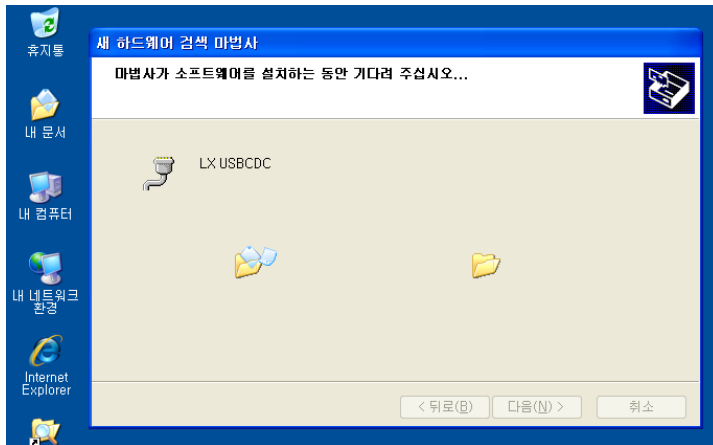 휴지통
내 문서
내 컴퓨터
내 네트워크
환경
Internet
Explorer
새 하드웨어 검색 마법사
마법사가 소프트웨어를 설치하는 동안 기다려 주십시오...
LX USBCDC
< 뒤로(B)
다음(N) >
취소